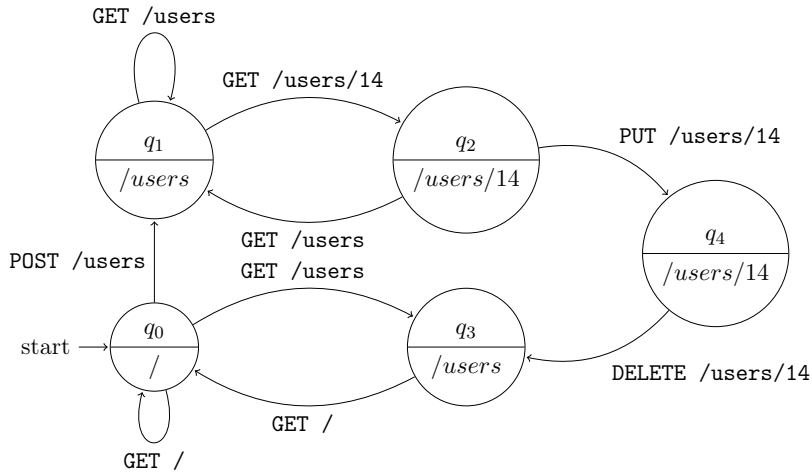 GET /users
GET /users/14
q1
/users
q2
/users/14
PUT /users/14
GET /users
q4
/users/14
POST /users
GET /users
start
q0
/
q3
/users
DELETE /users/14
GET /
GET /